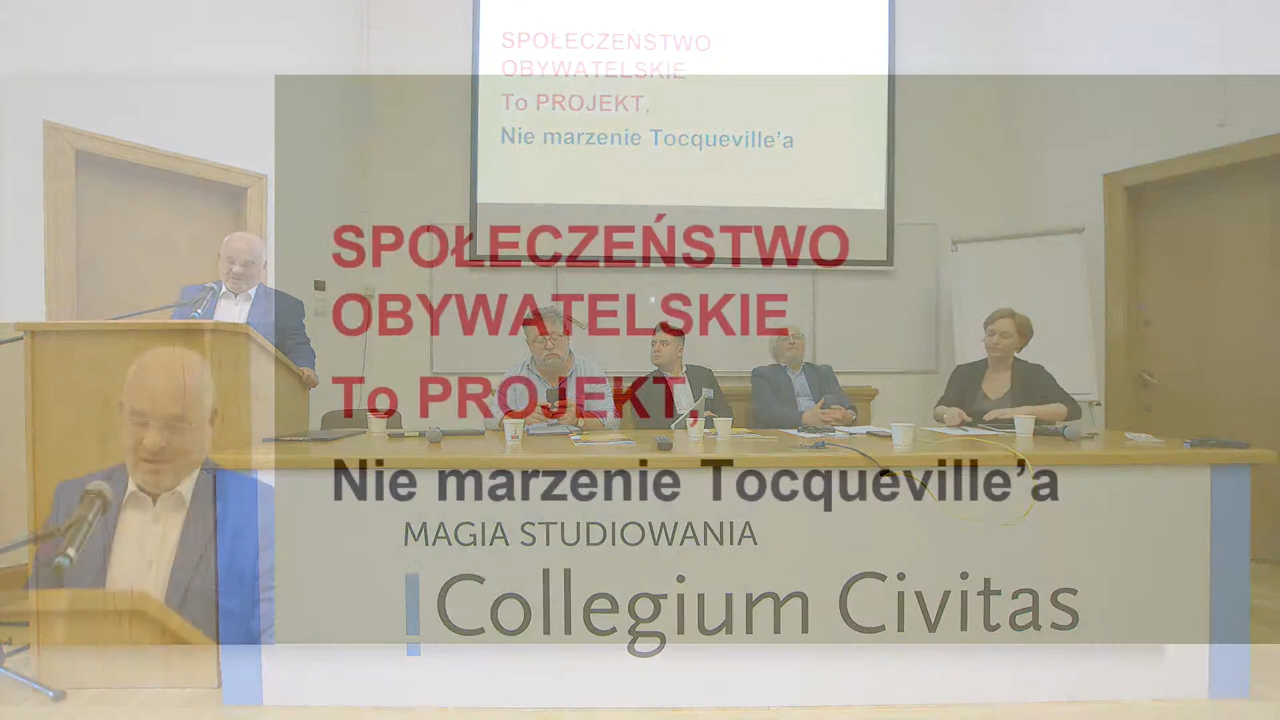 SPOŁECZEŃSTWO
OBYWATELSKIE
To PROJEKT,
Nie marzenie Tocqueville’a
SPOŁECZEŃSTWO
OBYWATELSKIE
To PROJEKT,
Nie marzenie Tocqueville’a
MAGIA STUDIOWANIA
Collegium Civitas